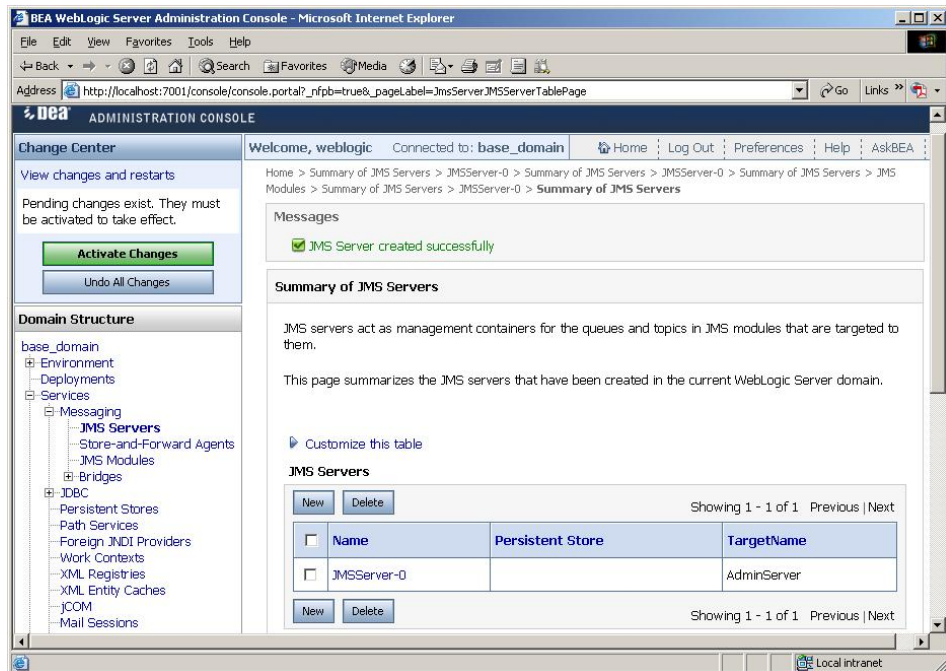 BEA WebLogic Server Administration Console - Microsoft Internet Explorer
File Edit View Favorites Tools Help
Back Search Favorites Media
Address http://localhost:7001/console/console.portal?_nfpb=true&_pageLabel=JmsServerJMSServerTablePage Go Links »
bea ADMINISTRATION CONSOLE
Change Center
View changes and restarts
Pending changes exist. They must
be activated to take effect.
Activate Changes
Undo All Changes
Domain Structure
base_domain
Environment
Deployments
Services
Messaging
JMS Servers
Store-and-Forward Agents
JMS Modules
Bridges
JDBC
Persistent Stores
Path Services
Foreign JNDI Providers
Work Contexts
XML Registries
XML Entity Caches
jCOM
Mail Sessions
Welcome, weblogic Connected to: base_domain Home Log Out Preferences Help AskBEA
Home > Summary of JMS Servers > JMSServer-0 > Summary of JMS Servers > JMSServer-0 > Summary of JMS Servers > JMS
Modules > Summary of JMS Servers > JMSServer-0 > Summary of JMS Servers
Messages
JMS Server created successfully
Summary of JMS Servers
JMS servers act as management containers for the queues and topics in JMS modules that are targeted to
them.
This page summarizes the JMS servers that have been created in the current WebLogic Server domain.
Customize this table
JMS Servers
New Delete Showing 1 - 1 of 1 Previous | Next
Name Persistent Store TargetName
JMSServer-0 AdminServer
New Delete Showing 1 - 1 of 1 Previous | Next
Local intranet